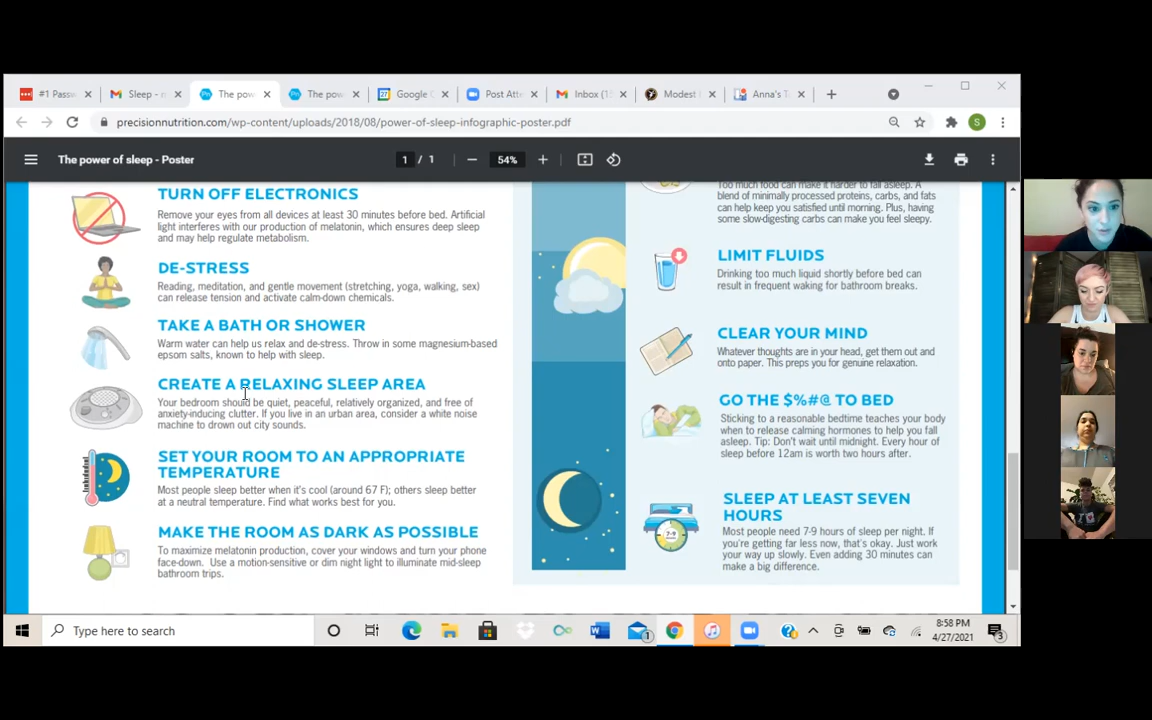 #1 Passw
Sleep -
The pow
The pow
Google
Post Att
Inbox (1
Modest
Anna's T
precisionnutrition.com/wp-content/uploads/2018/08/power-of-sleep-infographic-poster.pdf
S
The power of sleep - Poster
1 / 1
54%
TURN OFF ELECTRONICS
Remove your eyes from all devices at least 30 minutes before bed. Artificial
light interferes with our production of melatonin, which ensures deep sleep
and may help regulate metabolism.
DE-STRESS
Reading, meditation, and gentle movement (stretching, yoga, walking, sex)
can release tension and activate calm-down chemicals.
TAKE A BATH OR SHOWER
Warm water can help us relax and de-stress. Throw in some magnesium-based
epsom salts, known to help with sleep.
CREATE A RELAXING SLEEP AREA
Your bedroom should be quiet, peaceful, relatively organized, and free of
anxiety-inducing clutter. If you live in an urban area, consider a white noise
machine to drown out city sounds.
SET YOUR ROOM TO AN APPROPRIATE
TEMPERATURE
Most people sleep better when it's cool (around 67 F); others sleep better
at a neutral temperature. Find what works best for you.
MAKE THE ROOM AS DARK AS POSSIBLE
To maximize melatonin production, cover your windows and turn your phone
face-down. Use a motion-sensitive or dim night light to illuminate mid-sleep
bathroom trips.
Too much food can make it harder to fall asleep. A
blend of minimally processed proteins, carbs, and fats
can help keep you satisfied until morning. Plus, having
some slow-digesting carbs can make you feel sleepy.
LIMIT FLUIDS
Drinking too much liquid shortly before bed can
result in frequent waking for bathroom breaks.
CLEAR YOUR MIND
Whatever thoughts are in your head, get them out and
onto paper. This preps you for genuine relaxation.
GO THE $%#@ TO BED
Sticking to a reasonable bedtime teaches your body
when to release calming hormones to help you fall
asleep. Tip: Don't wait until midnight. Every hour of
sleep before 12am is worth two hours after.
SLEEP AT LEAST SEVEN
HOURS
Most people need 7-9 hours of sleep per night. If
you're getting far less now, that's okay. Just work
your way up slowly. Even adding 30 minutes can
make a big difference.
7-9
Type here to search
1
8:58 PM
4/27/2021
3